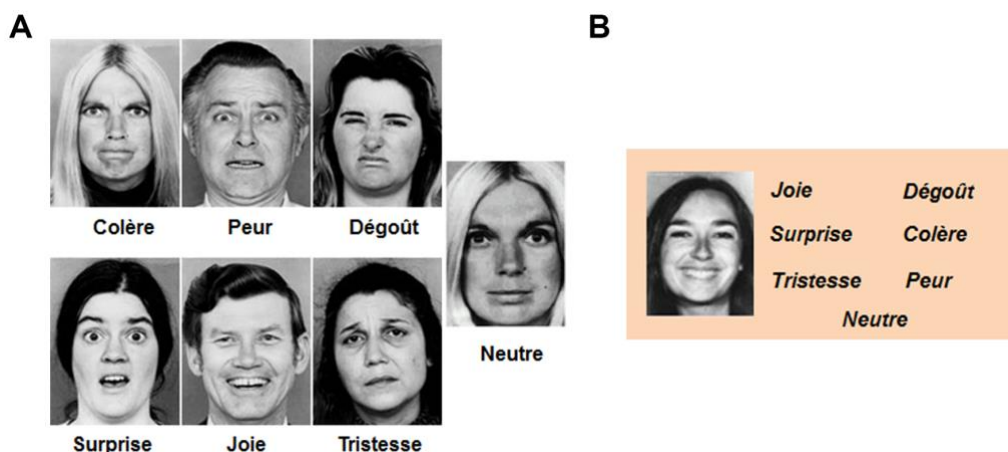 A
B
Colère Peur Dégoût
Neutre
Surprise Joie Tristesse
Joie Dégoût
Surprise Colère
Tristesse Peur
Neutre